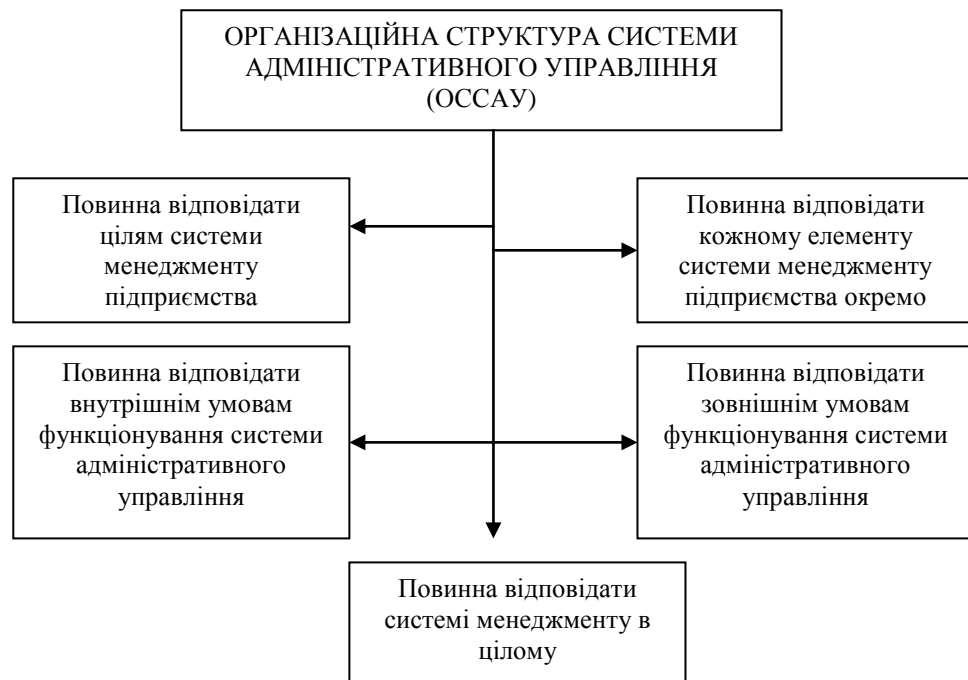 ОРГАНІЗАЦІЙНА СТРУКТУРА СИСТЕМИ
АДМІНІСТРАТИВНОГО УПРАВЛІННЯ
(ОССАУ)
Повинна відповідати
цілям системи
менеджменту
підприємства
Повинна відповідати
кожному елементу
системи менеджменту
підприємства окремо
Повинна відповідати
внутрішнім умовам
функціонування системи
адміністративного
управління
Повинна відповідати
зовнішнім умовам
функціонування системи
адміністративного
управління
Повинна відповідати
системі менеджменту в
цілому